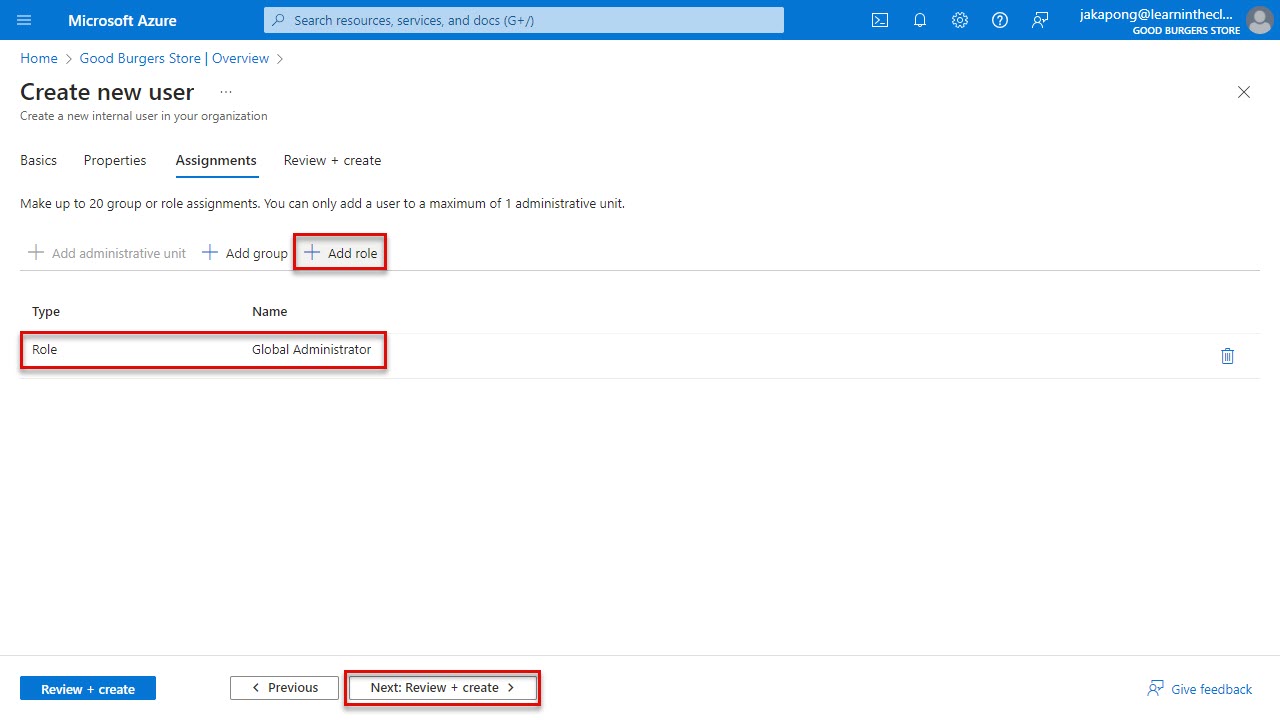 Microsoft Azure
Search resources, services, and docs (G+/)
jakapong@learninthecl...
GOOD BURGERS STORE
Home > Good Burgers Store | Overview >
Create new user ...
Create a new internal user in your organization
Basics Properties Assignments Review + create
Make up to 20 group or role assignments. You can only add a user to a maximum of 1 administrative unit.
+ Add administrative unit + Add group + Add role
Type Name
Role Global Administrator
Review + create < Previous Next: Review + create > Give feedback